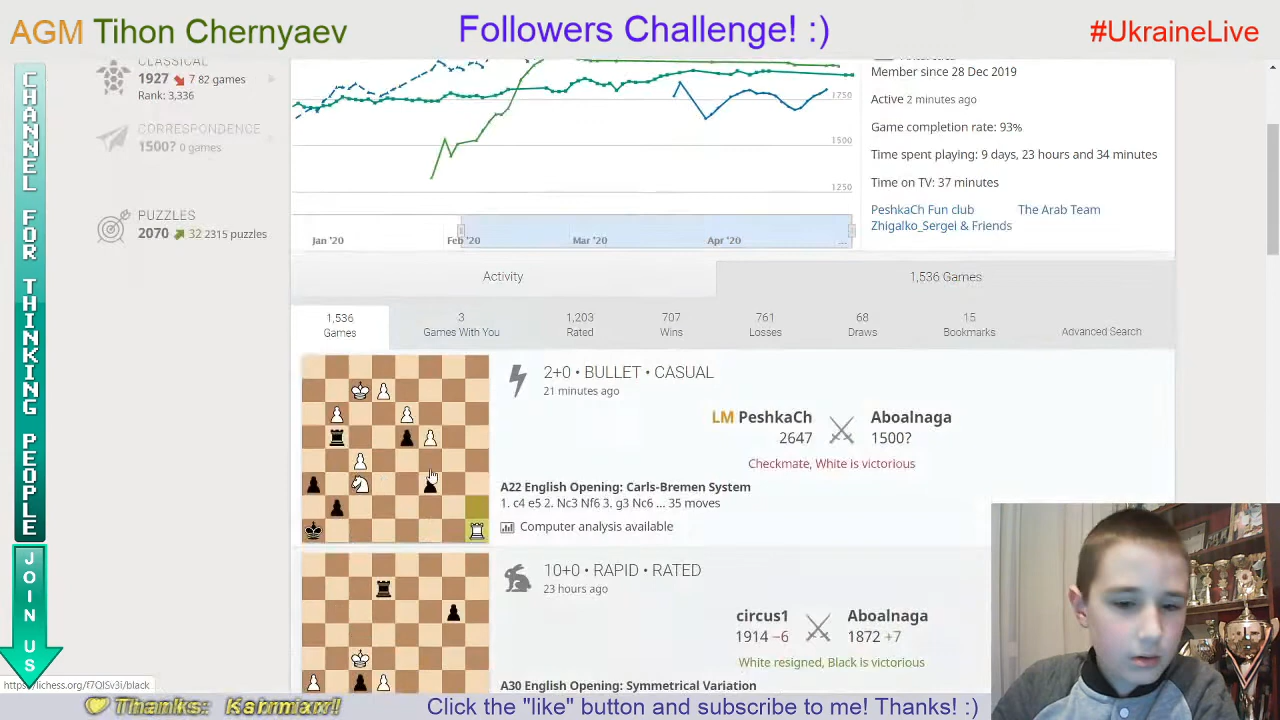 AGM Tihon Chernyaev
Followers Challenge! :)
#UkraineLive
CHANNEL FOR THINKING PEOPLE
JOIN US
CLASSICAL
1927 7 82 games
Rank: 3,336
CORRESPONDENCE
1500? 0 games
PUZZLES
2070 32 2315 puzzles
1750
1500
1250
Jan '20
Feb '20
Mar '20
Apr '20
...
Member since 28 Dec 2019
Active 2 minutes ago
Game completion rate: 93%
Time spent playing: 9 days, 23 hours and 34 minutes
Time on TV: 37 minutes
PeshkaCh Fun club The Arab Team
Zhigalko_Sergei & Friends
Activity
1,536 Games
1,536 Games
3 Games With You
1,203 Rated
707 Wins
761 Losses
68 Draws
15 Bookmarks
Advanced Search
2+0 • BULLET • CASUAL
21 minutes ago
LM PeshkaCh Aboalnaga
2647 1500?
Checkmate, White is victorious
A22 English Opening: Carls-Bremen System
1. c4 e5 2. Nc3 Nf6 3. g3 Nc6 ... 35 moves
Computer analysis available
10+0 • RAPID • RATED
23 hours ago
circus1 Aboalnaga
1914 −6 1872 +7
White resigned, Black is victorious
A30 English Opening: Symmetrical Variation
https://lichess.org/f7QlSv3i/black
Thanks:
Click the "like" button and subscribe to me! Thanks! :)